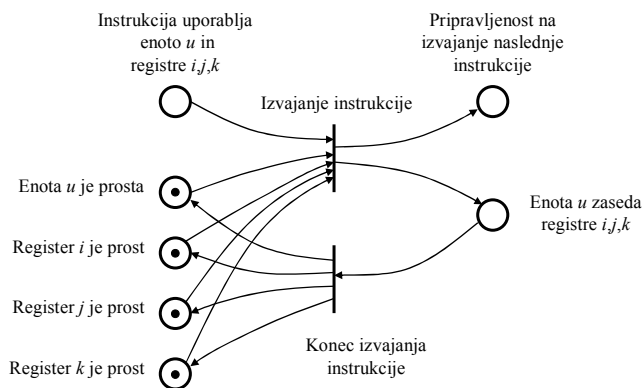 Instrukcija uporablja
enoto u in
registre i,j,k
Pripravljenost na
izvajanje naslednje
instrukcije
Izvajanje instrukcije
Enota u je prosta
Enota u zaseda
registre i,j,k
Register i je prost
Register j je prost
Register k je prost
Konec izvajanja
instrukcije